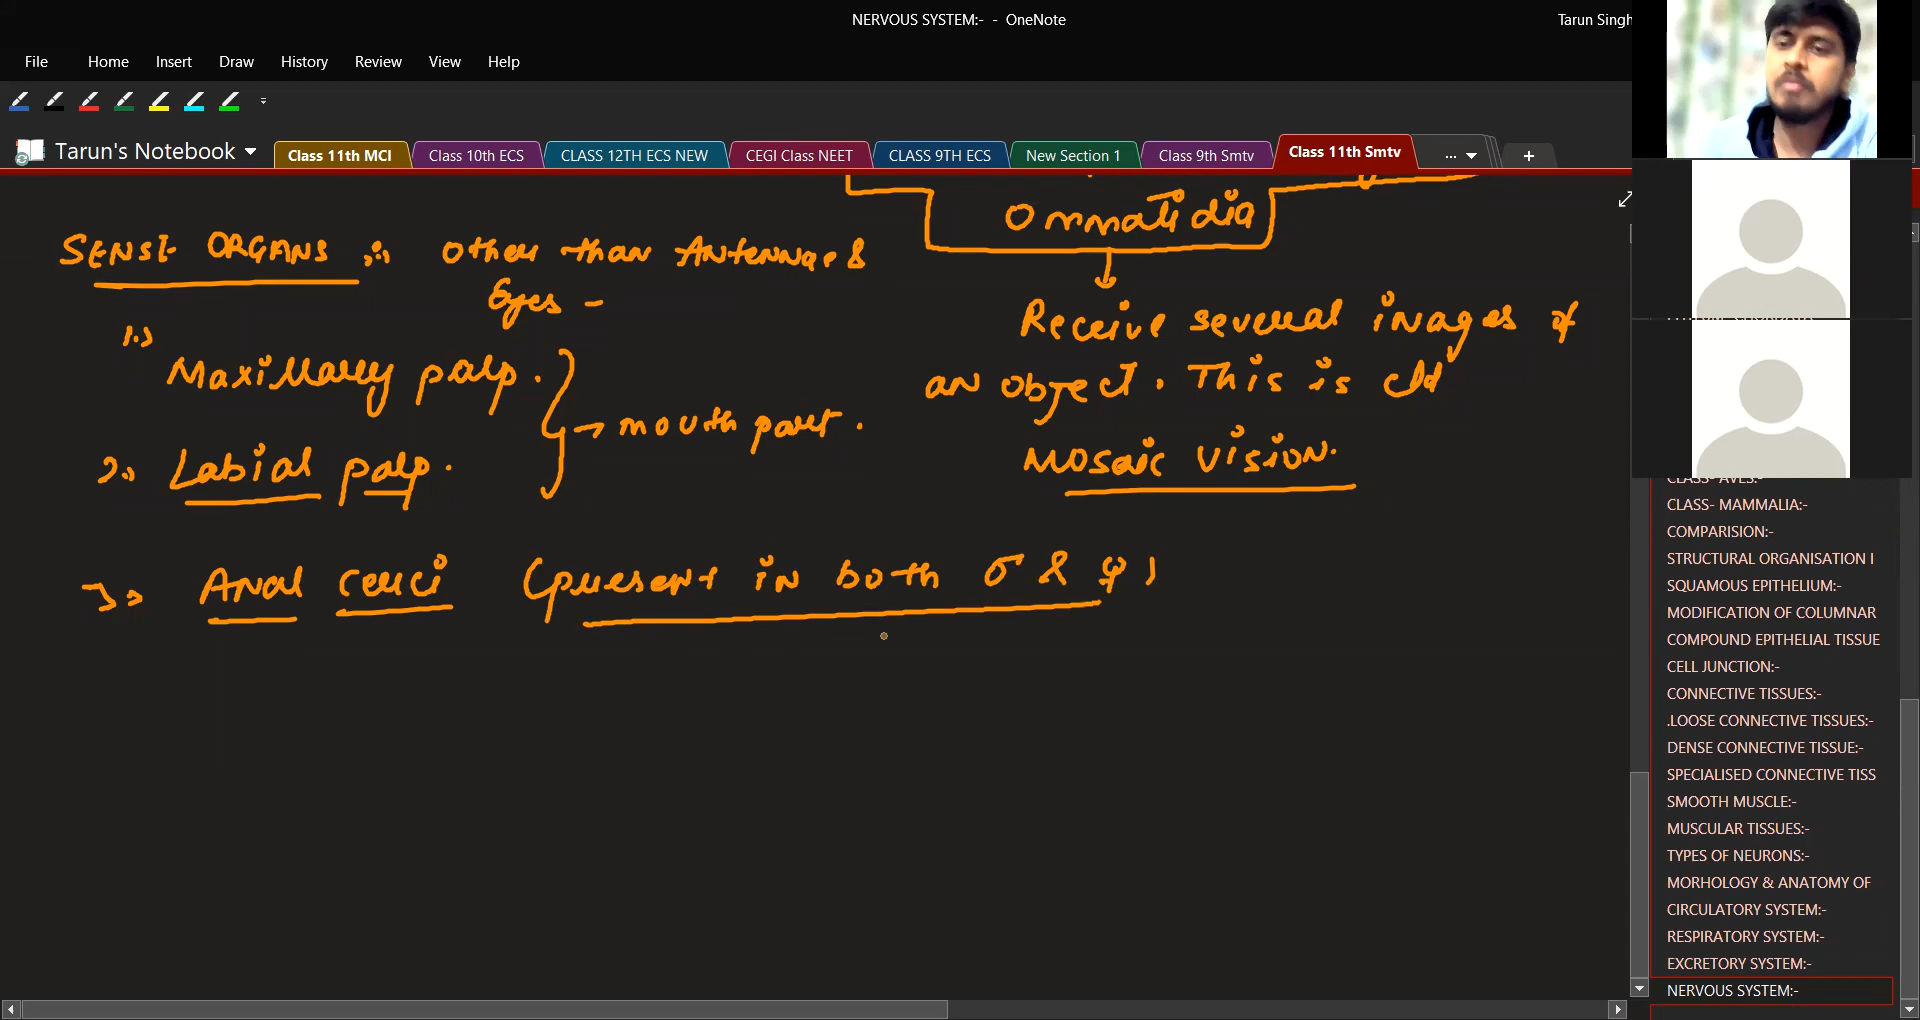 NERVOUS SYSTEM:- - OneNote
Tarun Singh
File Home Insert Draw History Review View Help
Tarun's Notebook
Class 11th MCI
Class 10th ECS
CLASS 12TH ECS NEW
CEGI Class NEET
CLASS 9TH ECS
New Section 1
Class 9th Smtv
Class 11th Smtv
...
+
Ommatidia
SENSE ORGANS :- Other than Antennae &
Eyes -
1.) Maxillary palp.
2.) Labial palp.
→ mouth part.
3.) Anal cerci (present in both ♂ & ♀)
Receive several images of
an object. This is cld
Mosaic vision.
CLASS- AVES:-
CLASS- MAMMALIA:-
COMPARISION:-
STRUCTURAL ORGANISATION I
SQUAMOUS EPITHELIUM:-
MODIFICATION OF COLUMNAR
COMPOUND EPITHELIAL TISSUE
CELL JUNCTION:-
CONNECTIVE TISSUES:-
.LOOSE CONNECTIVE TISSUES:-
DENSE CONNECTIVE TISSUE:-
SPECIALISED CONNECTIVE TISS
SMOOTH MUSCLE:-
MUSCULAR TISSUES:-
TYPES OF NEURONS:-
MORHOLOGY & ANATOMY OF
CIRCULATORY SYSTEM:-
RESPIRATORY SYSTEM:-
EXCRETORY SYSTEM:-
NERVOUS SYSTEM:-